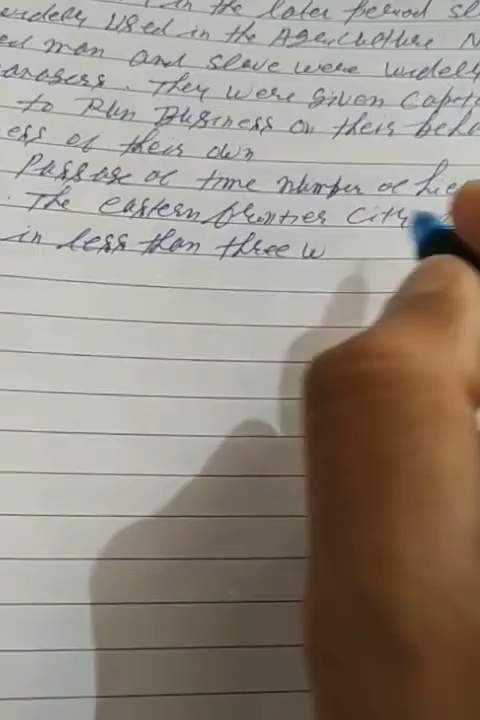 in the later period sl
widely used in the Agriculture N
ed man and slave were widely
anagers. They were given Capit
to Run Business on their beha
ess of their own
Passage of time number of
. The eastern frontier City
in less than three w